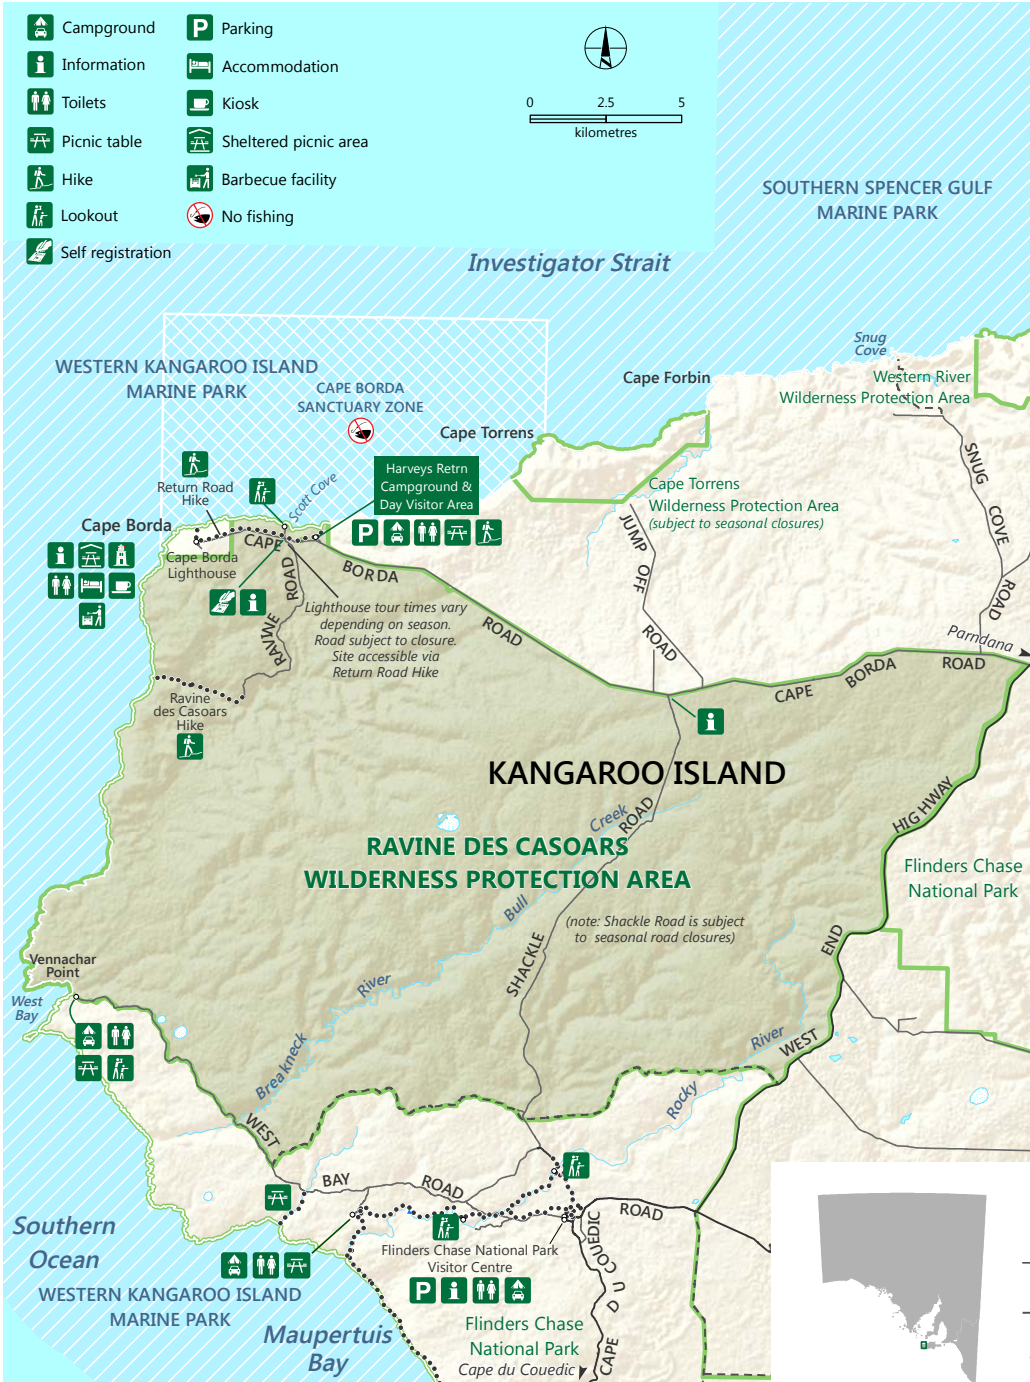 Campground
Information
Toilets
Picnic table
Hike
Lookout
Self registration
P Parking
Accommodation
Kiosk
Sheltered picnic area
Barbecue facility
No fishing
0 2.5 5
kilometres
SOUTHERN SPENCER GULF
MARINE PARK
Investigator Strait
WESTERN KANGAROO ISLAND
MARINE PARK
CAPE BORDA
SANCTUARY ZONE
Snug
Cove
Cape Forbin
Western River
Wilderness Protection Area
Cape Torrens
Harveys Retrn
Campground &
Day Visitor Area
P
Return Road
Hike
Scott Cove
Cape Torrens
Wilderness Protection Area
(subject to seasonal closures)
SNUG COVE ROAD
JUMP OFF ROAD
Cape Borda
Cape Borda
Lighthouse
CAPE BORDA ROAD
RAVINE ROAD
Lighthouse tour times vary
depending on season.
Road subject to closure.
Site accessible via
Return Road Hike
Parndana
CAPE BORDA ROAD
Ravine
des Casoars
Hike
KANGAROO ISLAND
RAVINE DES CASOARS
WILDERNESS PROTECTION AREA
HIGHWAY
Flinders Chase
National Park
Creek
Bull
SHACKLE ROAD
(note: Shackle Road is subject
to seasonal road closures)
Vennachar
Point
West
Bay
Breakneck River
Rocky River
WEST END
WEST BAY ROAD
Southern
Ocean
WESTERN KANGAROO ISLAND
MARINE PARK
Flinders Chase National Park
Visitor Centre
P
ROAD
CAPE DU COUEDIC
Maupertuis
Bay
Flinders Chase
National Park
Cape du Couedic